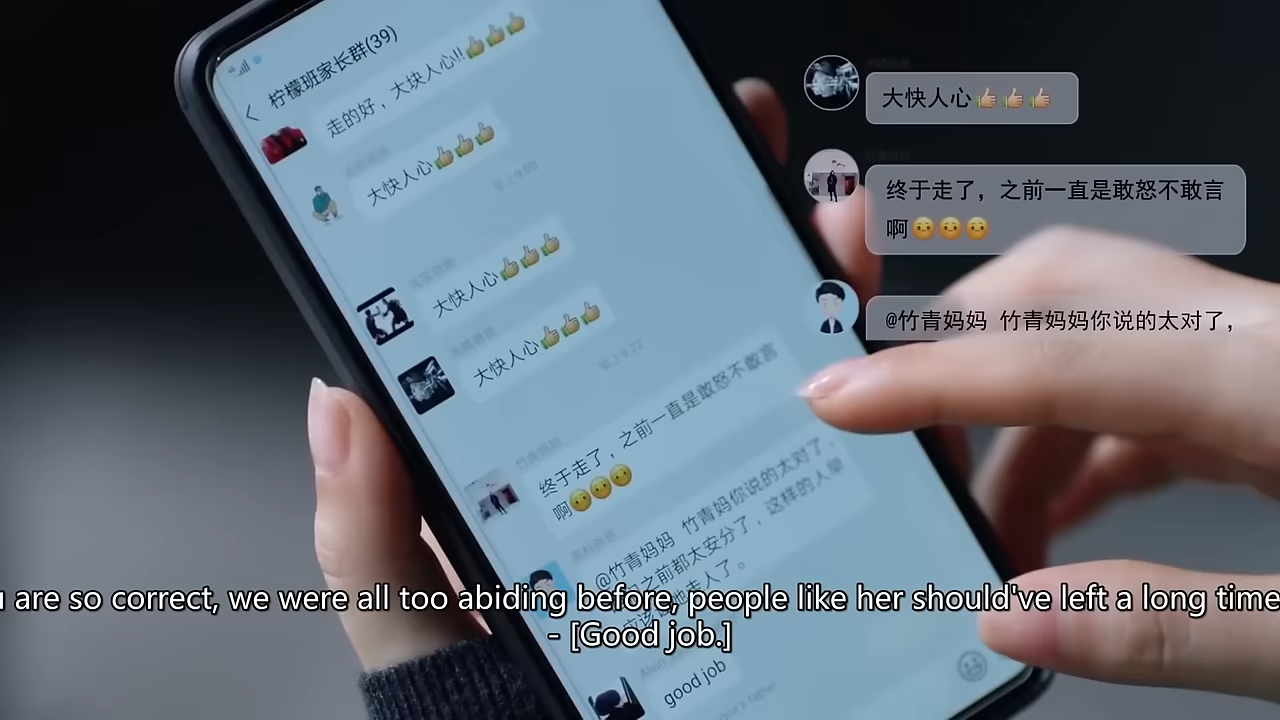 柠檬班家长群(39)
走的好，大块人心!!👍👍👍
大快人心👍👍👍
大快人心👍👍👍
大快人心👍👍👍
终于走了，之前一直是敢怒不敢言
啊😶😶😶
@竹青妈妈 竹青妈妈你说的太对了，
之前都太安分了，这样的人早
走人了。
good job
大快人心👍👍👍
终于走了，之前一直是敢怒不敢言
啊😶😶😶
@竹青妈妈 竹青妈妈你说的太对了，
are so correct, we were all too abiding before, people like her should've left a long time
- [Good job.]